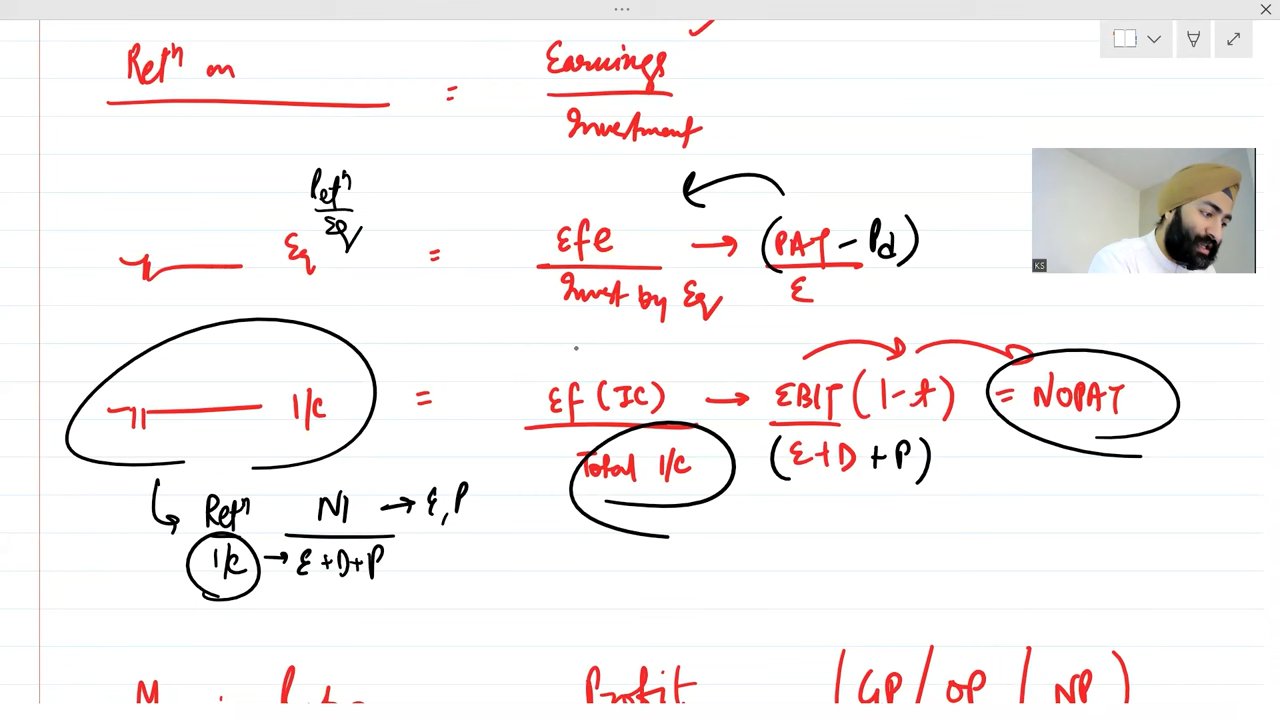 Retⁿ on = Earnings
Investment
Retⁿ
Eq
〃 Eq = Efe → (PAT - Pd)
Invest by Eq E
〃 I/C = Ef (IC) → EBIT (1-t) = NOPAT
Total I/C (E+D+P)
Retⁿ NI → E, P
I/C → E+D+P
Profit (GP / OP / NP)
KS